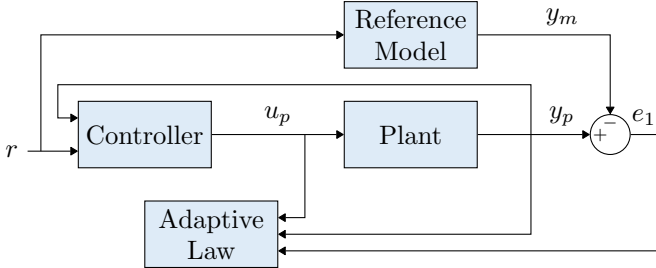 Reference
Model
y_m
u_p
y_p
e_1
Controller
Plant
−
+
r
Adaptive
Law